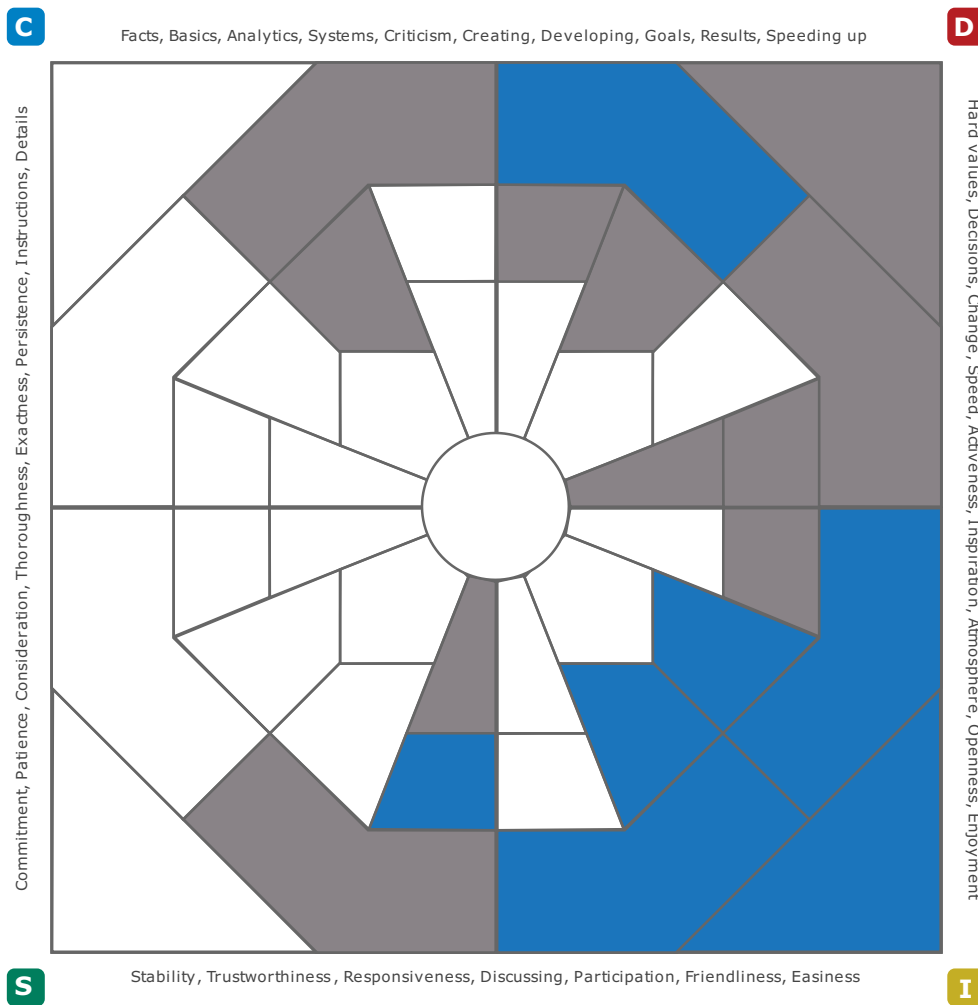 C
Facts, Basics, Analytics, Systems, Criticism, Creating, Developing, Goals, Results, Speeding up
D
Commitment, Patience, Consideration, Thoroughness, Exactness, Persistence, Instructions, Details
Hard values, Decisions, Change, Speed, Activeness, Inspiration, Atmosphere, Openness, Enjoyment
S
Stability, Trustworthiness, Responsiveness, Discussing, Participation, Friendliness, Easiness
I